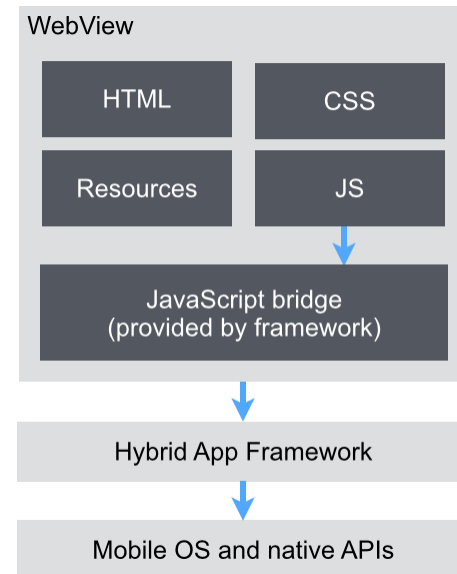 WebView
HTML
CSS
Resources
JS
JavaScript bridge
(provided by framework)
Hybrid App Framework
Mobile OS and native APIs